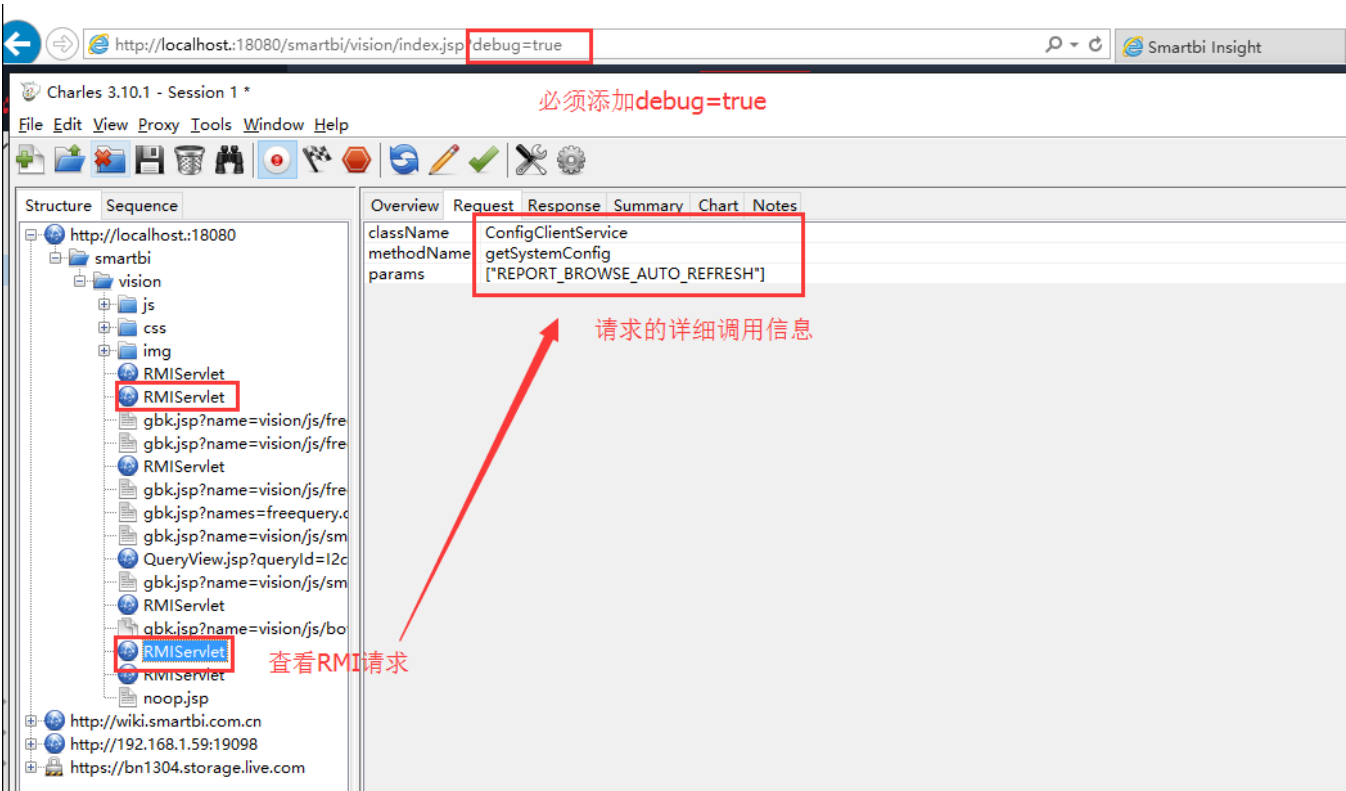 http://localhost.:18080/smartbi/vision/index.jsp?debug=true
Smartbi Insight
Charles 3.10.1 - Session 1 *
必须添加debug=true
File Edit View Proxy Tools Window Help
Structure Sequence
Overview Request Response Summary Chart Notes
http://localhost.:18080
smartbi
vision
js
css
img
RMIServlet
RMIServlet
gbk.jsp?name=vision/js/fre
gbk.jsp?name=vision/js/fre
RMIServlet
gbk.jsp?name=vision/js/fre
gbk.jsp?names=freequery.c
gbk.jsp?name=vision/js/sm
QueryView.jsp?queryId=I2c
gbk.jsp?name=vision/js/sm
RMIServlet
gbk.jsp?name=vision/js/bo
RMIServlet
RMIServlet
noop.jsp
http://wiki.smartbi.com.cn
http://192.168.1.59:19098
https://bn1304.storage.live.com
className ConfigClientService
methodName getSystemConfig
params ["REPORT_BROWSE_AUTO_REFRESH"]
请求的详细调用信息
查看RMI请求